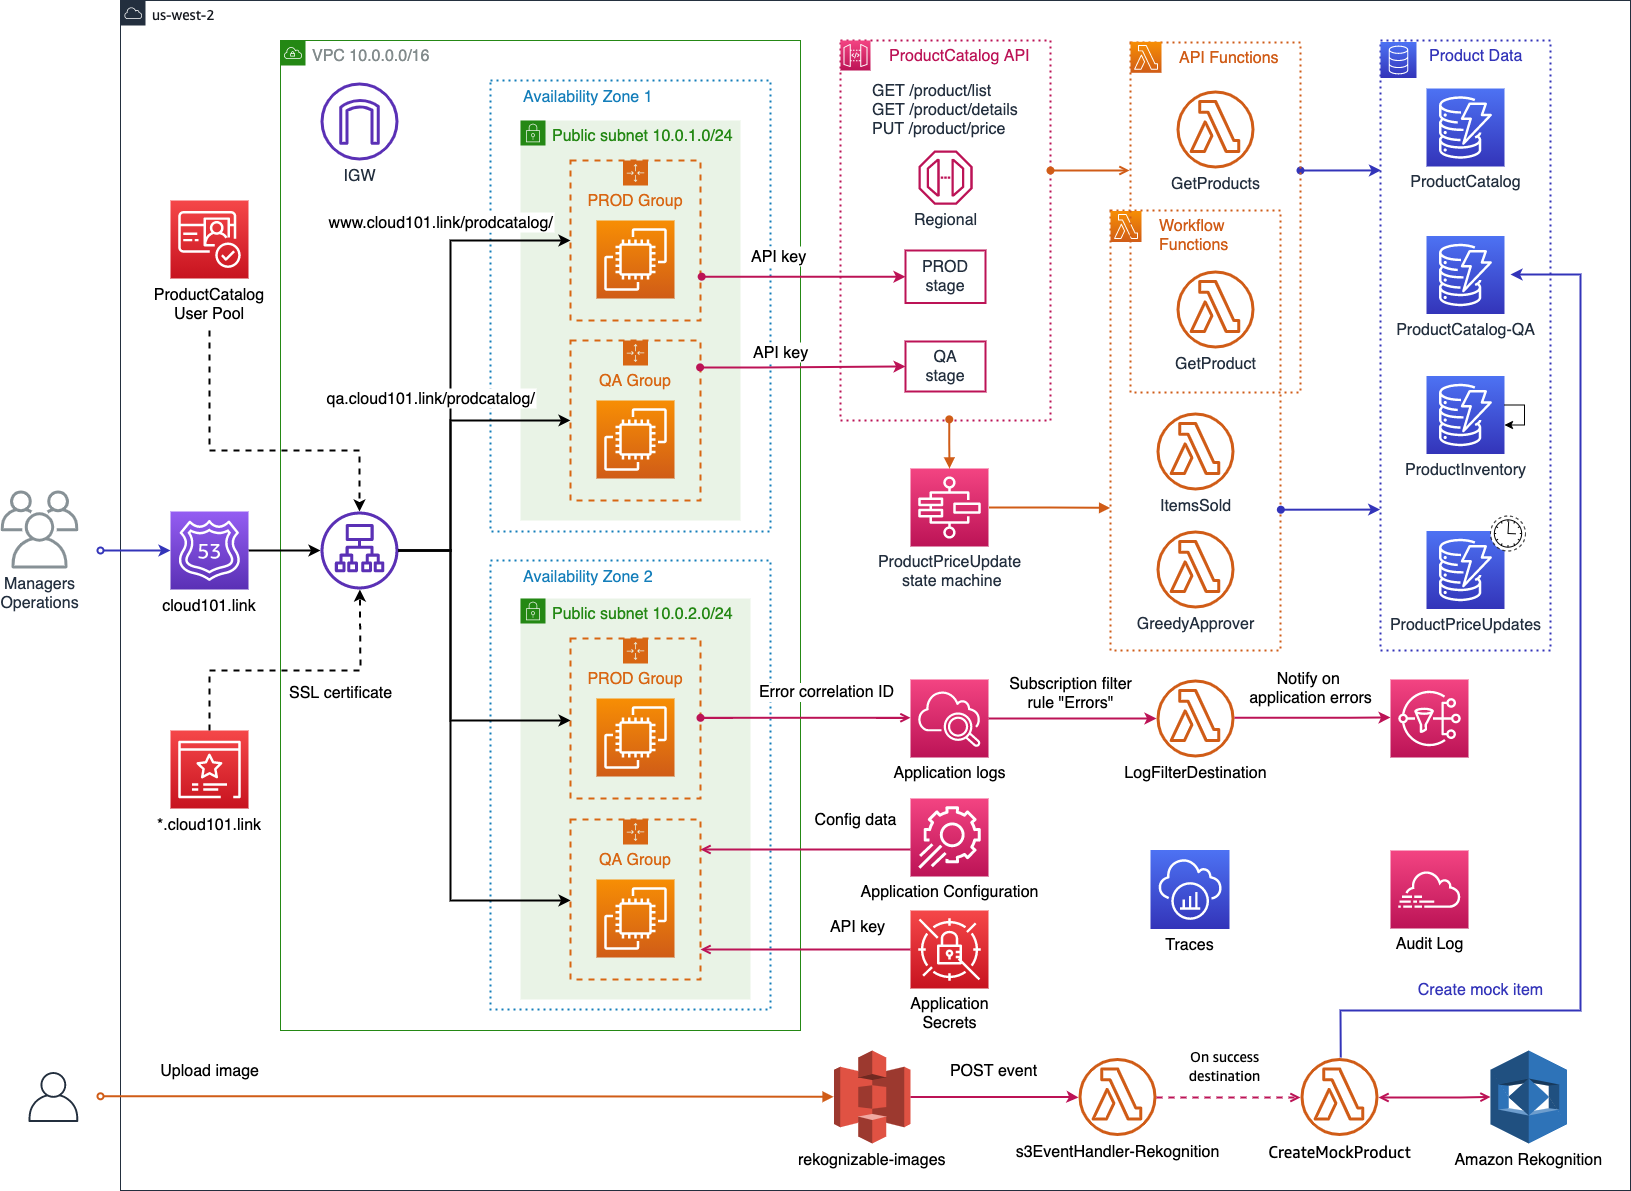 us-west-2
VPC 10.0.0.0/16
IGW
Availability Zone 1
Public subnet 10.0.1.0/24
PROD Group
QA Group
www.cloud101.link/prodcatalog/
qa.cloud101.link/prodcatalog/
API key
API key
ProductCatalog API
GET /product/list
GET /product/details
PUT /product/price
Regional
PROD
stage
QA
stage
ProductPriceUpdate
state machine
API Functions
GetProducts
Workflow
Functions
GetProduct
ItemsSold
GreedyApprover
Product Data
ProductCatalog
ProductCatalog-QA
ProductInventory
ProductPriceUpdates
ProductCatalog
User Pool
Managers
Operations
53
cloud101.link
SSL certificate
*.cloud101.link
Availability Zone 2
Public subnet 10.0.2.0/24
PROD Group
QA Group
Error correlation ID
Application logs
Subscription filter
rule "Errors"
LogFilterDestination
Notify on
application errors
Config data
Application Configuration
API key
Application
Secrets
Traces
Audit Log
Create mock item
Upload image
rekognizable-images
POST event
s3EventHandler-Rekognition
On success
destination
CreateMockProduct
Amazon Rekognition